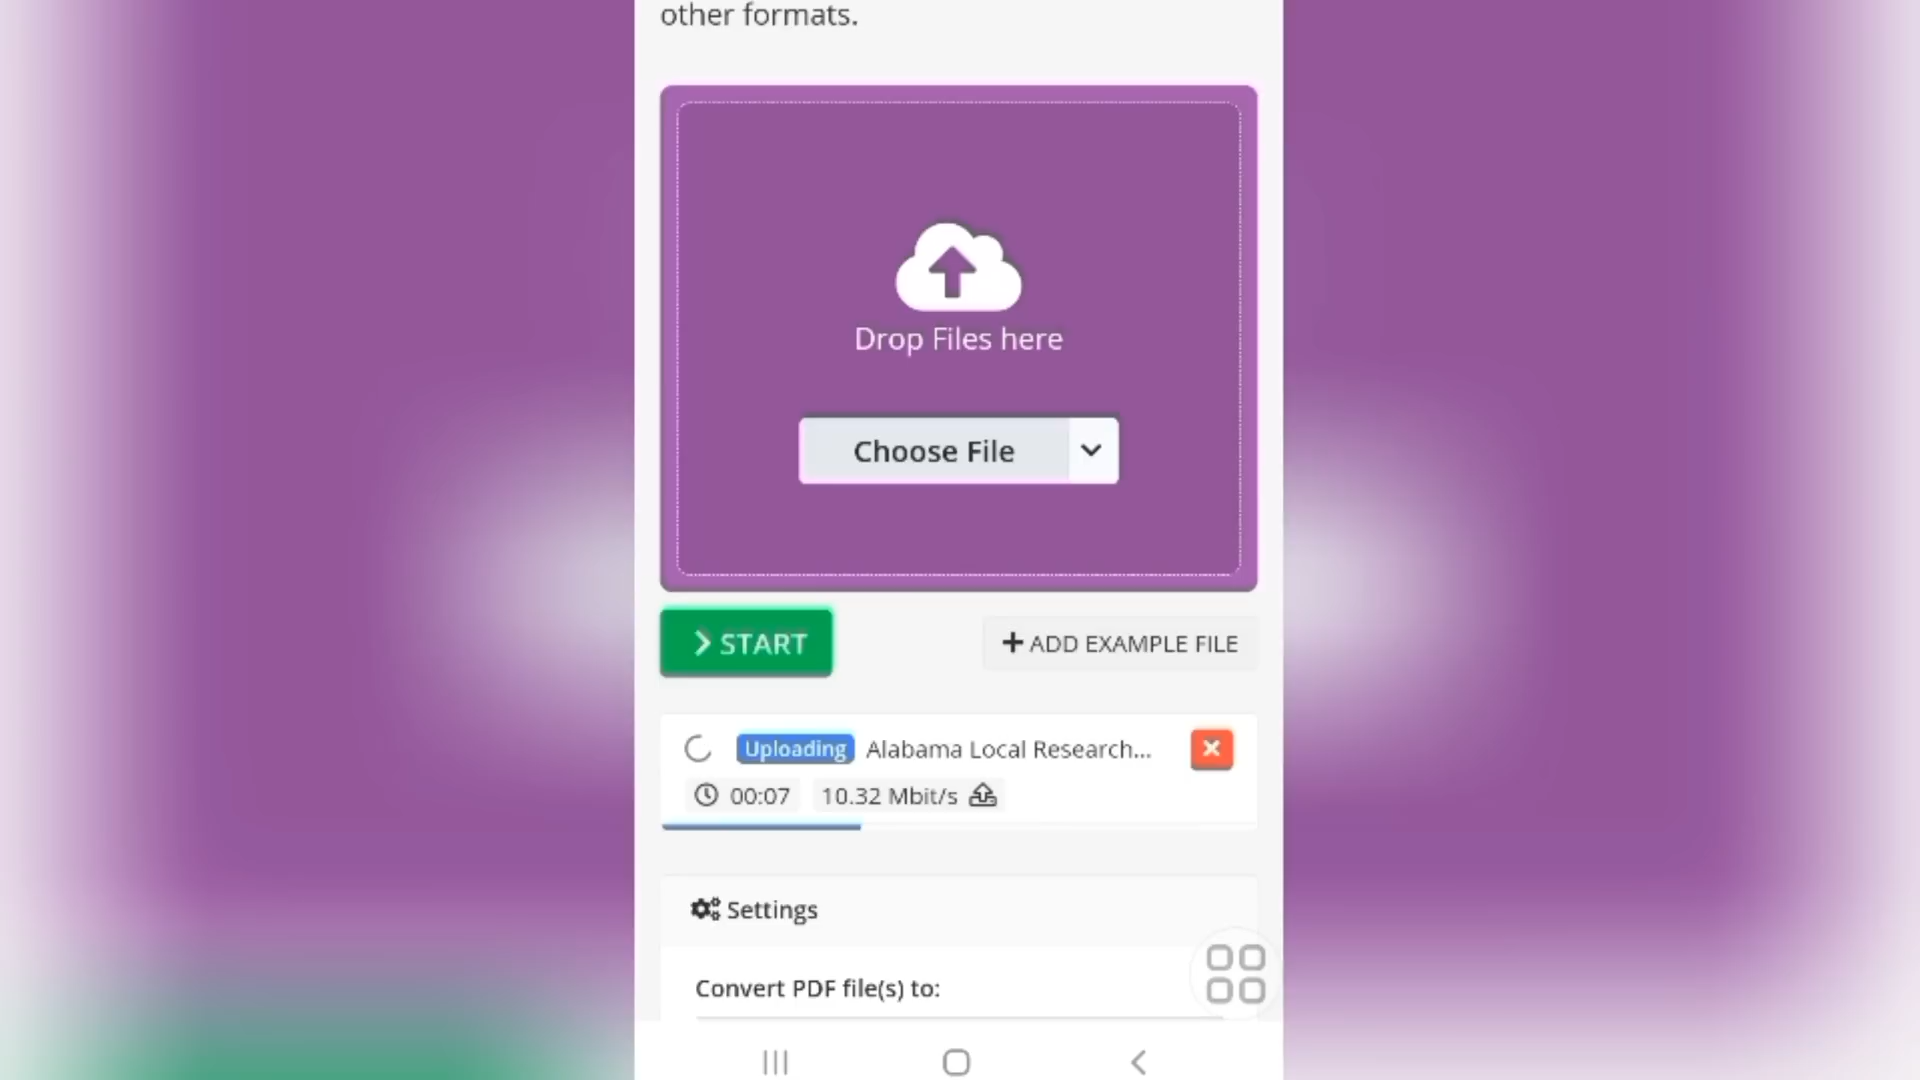 other formats.
Drop Files here
Choose File
START
+ ADD EXAMPLE FILE
Uploading Alabama Local Research...
00:07 10.32 Mbit/s
Settings
Convert PDF file(s) to: